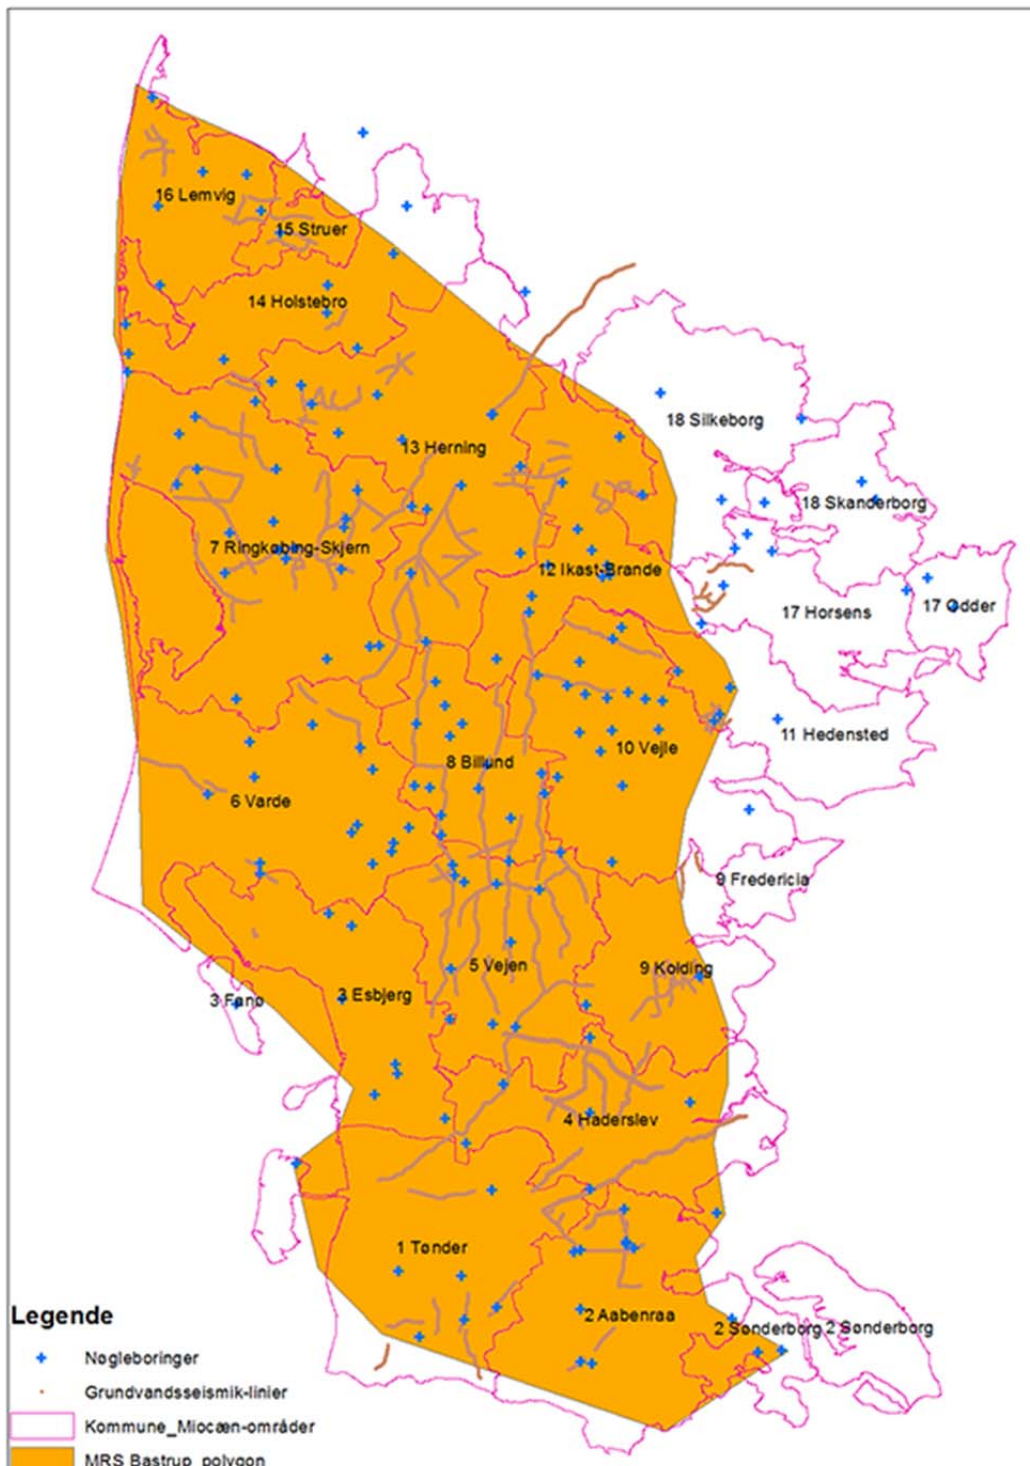 16 Lemvig
15 Struer
14 Holstebro
13 Herning
18 Silkeborg
18 Skanderborg
7 Ringkøbing-Skjern
12 Ikast-Brande
17 Horsens
17 Odder
11 Hedensted
10 Vejle
8 Billund
6 Varde
9 Fredericia
5 Vejen
9 Kolding
3 Fanø
3 Esbjerg
4 Haderslev
1 Tønder
2 Aabenraa
2 Sønderborg 2 Sønderborg
Legende
Nøgleboringer
Grundvandsseismik-linier
Kommune_Miocæn-områder
MRS Bastrup_polygon